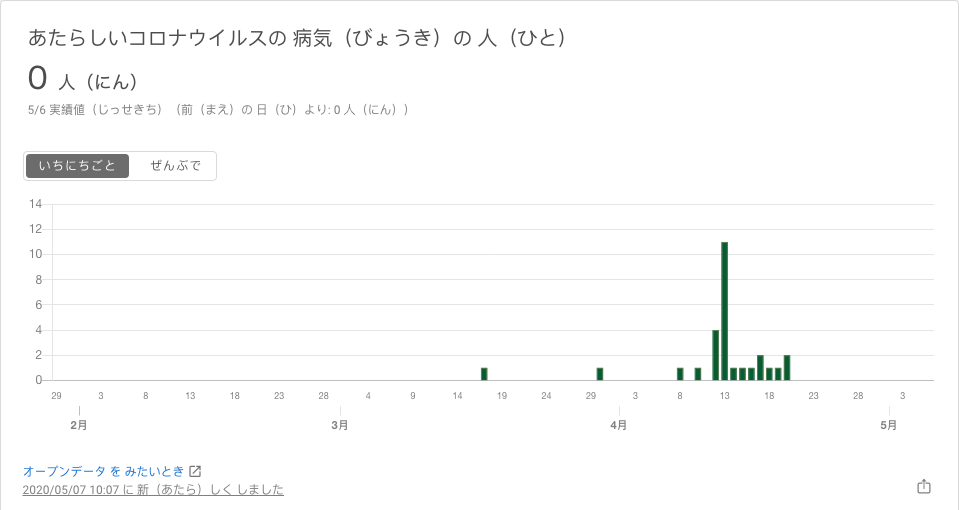 あたらしいコロナウイルスの 病気（びょうき）の 人（ひと）
0 人（にん）
5/6 実績値（じっせきち）（前（まえ）の 日（ひ）より: 0 人（にん））
いちにちごと ぜんぶで
14
12
10
8
6
4
2
0
29 3 8 13 18 23 28 4 9 14 19 24 29 3 8 13 18 23 28 3
2月 3月 4月 5月
オープンデータ を みたいとき
2020/05/07 10:07 に 新（あたら）しく しました